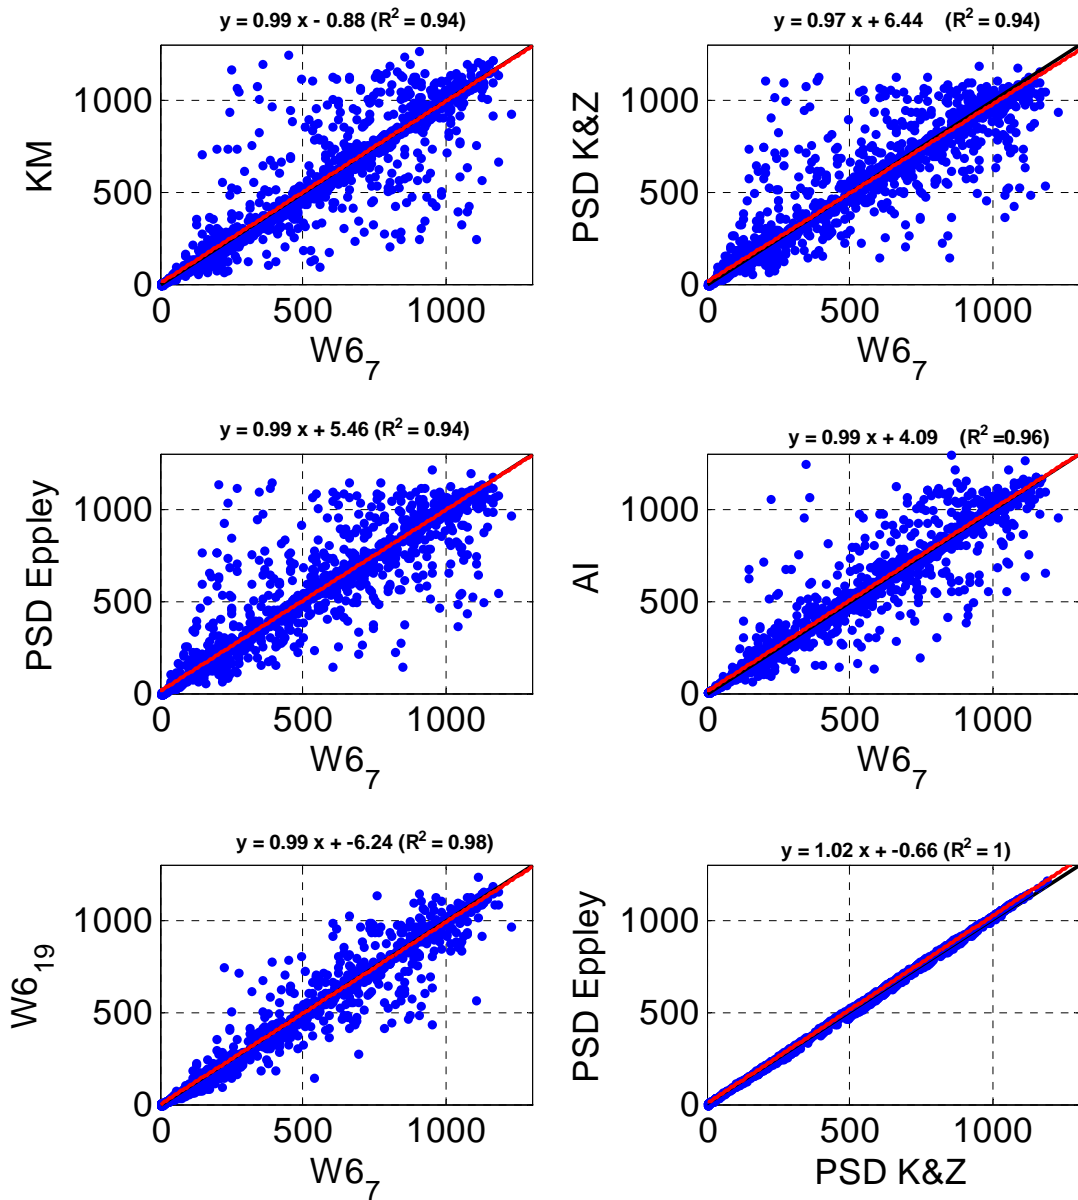 y = 0.99 x - 0.88 (R² = 0.94)
KM
1000
500
0
0 500 1000
W6₇
y = 0.97 x + 6.44 (R² = 0.94)
PSD K&Z
1000
500
0
0 500 1000
W6₇
y = 0.99 x + 5.46 (R² = 0.94)
PSD Eppley
1000
500
0
0 500 1000
W6₇
y = 0.99 x + 4.09 (R² =0.96)
AI
1000
500
0
0 500 1000
W6₇
y = 0.99 x + -6.24 (R² = 0.98)
W6₁₉
1000
500
0
0 500 1000
W6₇
y = 1.02 x + -0.66 (R² = 1)
PSD Eppley
1000
500
0
0 500 1000
PSD K&Z